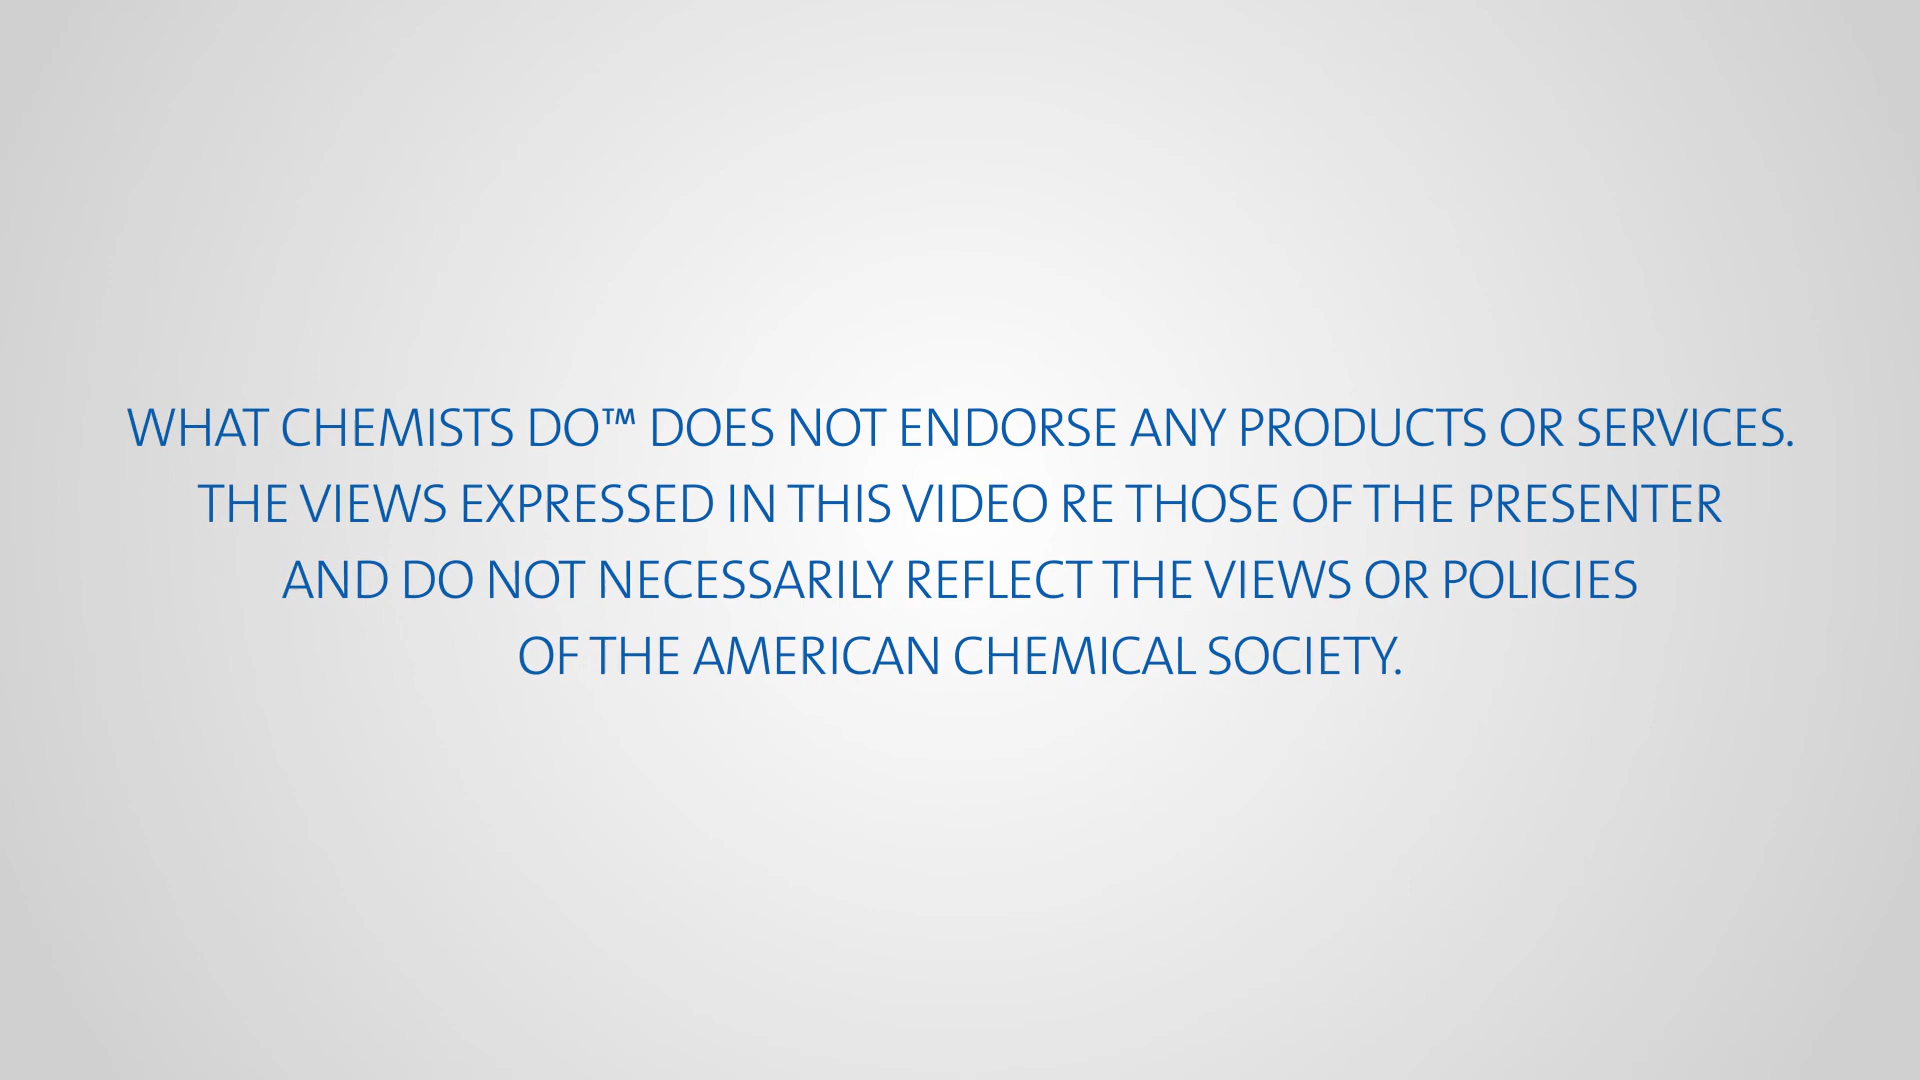 WHAT CHEMISTS DO™ DOES NOT ENDORSE ANY PRODUCTS OR SERVICES.
THE VIEWS EXPRESSED IN THIS VIDEO RE THOSE OF THE PRESENTER
AND DO NOT NECESSARILY REFLECT THE VIEWS OR POLICIES
OF THE AMERICAN CHEMICAL SOCIETY.